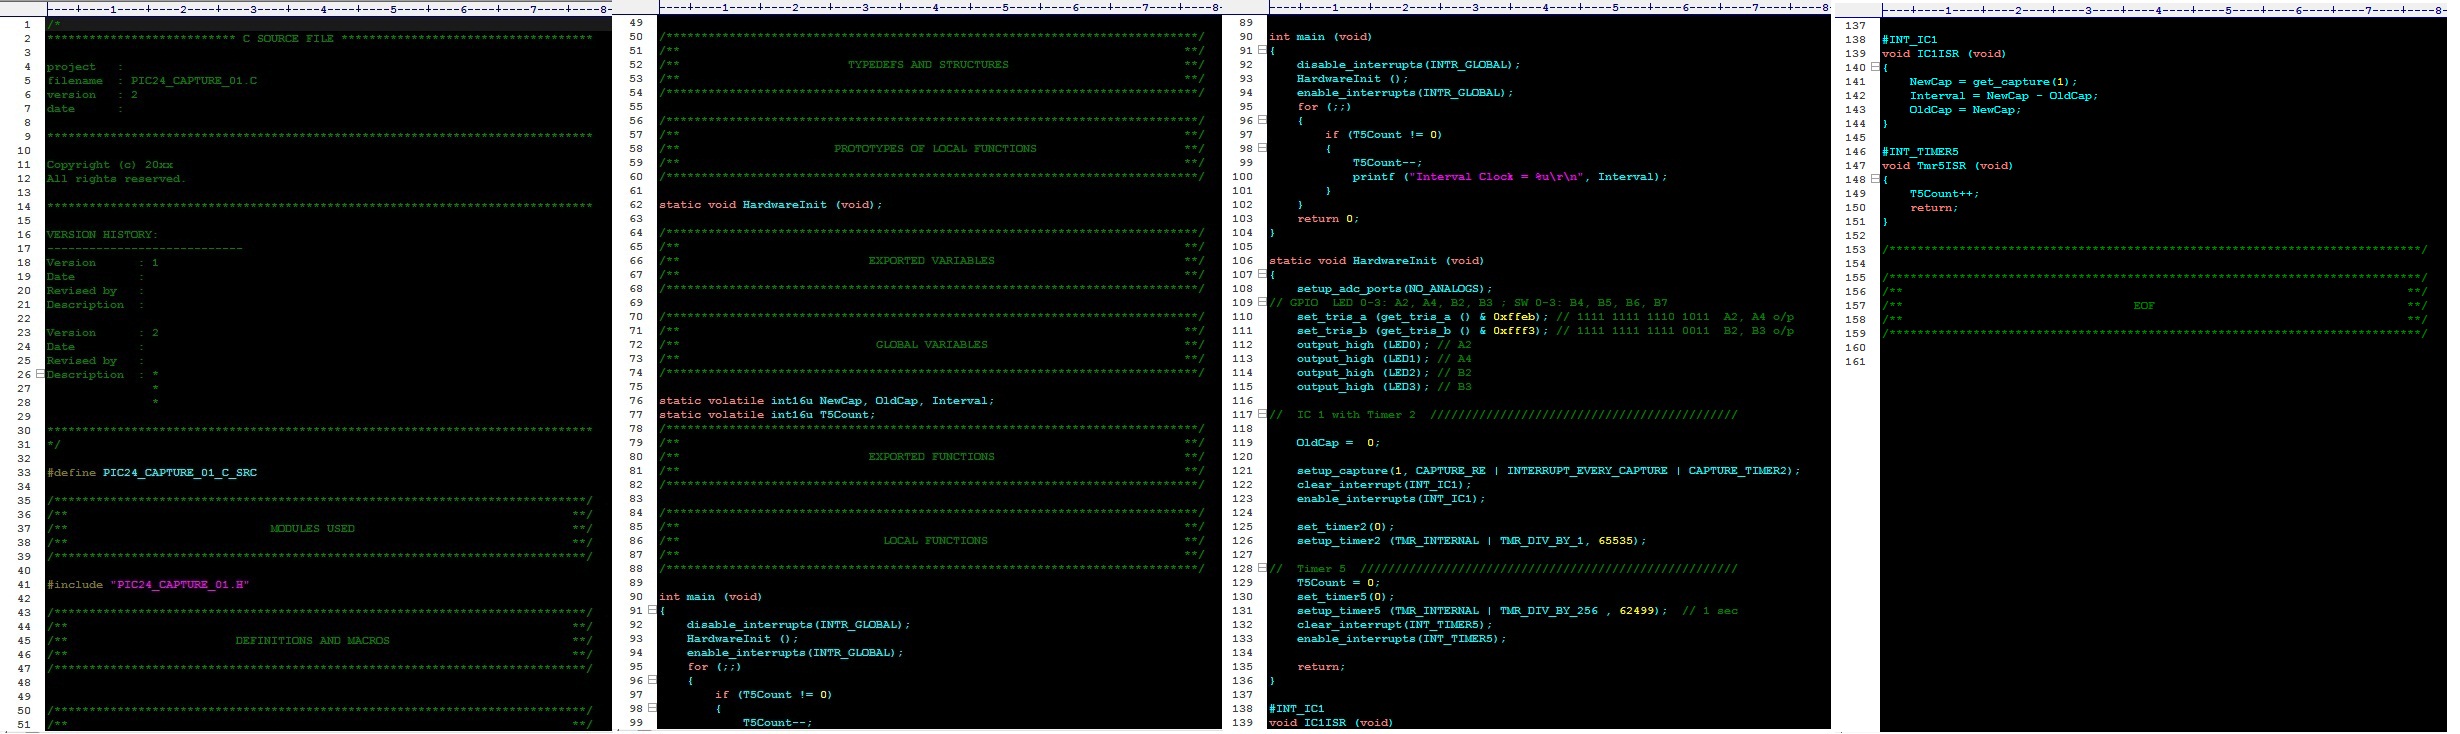 ----+----1----+----2----+----3----+----4----+----5----+----6----+----7----+----8-
1 /*
2 *************************** C SOURCE FILE ************************************
3
4 project   :
5 filename  : PIC24_CAPTURE_01.C
6 version   : 2
7 date      :
8
9 ******************************************************************************
10
11 Copyright (c) 20xx
12 All rights reserved.
13
14 ******************************************************************************
15
16 VERSION HISTORY:
17 ----------------------------
18 Version      : 1
19 Date         :
20 Revised by   :
21 Description  :
22
23 Version      : 2
24 Date         :
25 Revised by   :
26 Description  : *
27                *
28                *
29
30 ******************************************************************************
31 */
32
33 #define PIC24_CAPTURE_01_C_SRC
34
35 /****************************************************************************/
36 /**                                                                        **/
37 /**                             MODULES USED                               **/
38 /**                                                                        **/
39 /****************************************************************************/
40
41 #include "PIC24_CAPTURE_01.H"
42
43 /****************************************************************************/
44 /**                                                                        **/
45 /**                        DEFINITIONS AND MACROS                          **/
46 /**                                                                        **/
47 /****************************************************************************/
48
49
50 /****************************************************************************/
51 /**                                                                        **/
----+----1----+----2----+----3----+----4----+----5----+----6----+----7----+----8-
49
50 /****************************************************************************/
51 /**                                                                        **/
52 /**                        TYPEDEFS AND STRUCTURES                         **/
53 /**                                                                        **/
54 /****************************************************************************/
55
56 /****************************************************************************/
57 /**                                                                        **/
58 /**                      PROTOTYPES OF LOCAL FUNCTIONS                     **/
59 /**                                                                        **/
60 /****************************************************************************/
61
62 static void HardwareInit (void);
63
64 /****************************************************************************/
65 /**                                                                        **/
66 /**                           EXPORTED VARIABLES                           **/
67 /**                                                                        **/
68 /****************************************************************************/
69
70 /****************************************************************************/
71 /**                                                                        **/
72 /**                            GLOBAL VARIABLES                            **/
73 /**                                                                        **/
74 /****************************************************************************/
75
76 static volatile int16u NewCap, OldCap, Interval;
77 static volatile int16u T5Count;
78 /****************************************************************************/
79 /**                                                                        **/
80 /**                           EXPORTED FUNCTIONS                           **/
81 /**                                                                        **/
82 /****************************************************************************/
83
84 /****************************************************************************/
85 /**                                                                        **/
86 /**                             LOCAL FUNCTIONS                            **/
87 /**                                                                        **/
88 /****************************************************************************/
89
90 int main (void)
91 {
92     disable_interrupts(INTR_GLOBAL);
93     HardwareInit ();
94     enable_interrupts(INTR_GLOBAL);
95     for (;;)
96     {
97         if (T5Count != 0)
98         {
99             T5Count--;
----+----1----+----2----+----3----+----4----+----5----+----6----+----7----+----8-
89
90 int main (void)
91 {
92     disable_interrupts(INTR_GLOBAL);
93     HardwareInit ();
94     enable_interrupts(INTR_GLOBAL);
95     for (;;)
96     {
97         if (T5Count != 0)
98         {
99             T5Count--;
100             printf ("Interval Clock = %u\r\n", Interval);
101         }
102     }
103     return 0;
104 }
105
106 static void HardwareInit (void)
107 {
108     setup_adc_ports(NO_ANALOGS);
109 // GPIO  LED 0-3: A2, A4, B2, B3 ; SW 0-3: B4, B5, B6, B7
110     set_tris_a (get_tris_a () & 0xffeb); // 1111 1111 1110 1011  A2, A4 o/p
111     set_tris_b (get_tris_b () & 0xfff3); // 1111 1111 1111 0011  B2, B3 o/p
112     output_high (LED0); // A2
113     output_high (LED1); // A4
114     output_high (LED2); // B2
115     output_high (LED3); // B3
116
117 //  IC 1 with Timer 2  ////////////////////////////////////////////
118
119     OldCap =  0;
120
121     setup_capture(1, CAPTURE_RE | INTERRUPT_EVERY_CAPTURE | CAPTURE_TIMER2);
122     clear_interrupt(INT_IC1);
123     enable_interrupts(INT_IC1);
124
125     set_timer2(0);
126     setup_timer2 (TMR_INTERNAL | TMR_DIV_BY_1, 65535);
127
128 //  Timer 5  //////////////////////////////////////////////////////
129     T5Count = 0;
130     set_timer5(0);
131     setup_timer5 (TMR_INTERNAL | TMR_DIV_BY_256 , 62499);  // 1 sec
132     clear_interrupt(INT_TIMER5);
133     enable_interrupts(INT_TIMER5);
134
135     return;
136 }
137
138 #INT_IC1
139 void IC1ISR (void)
----+----1----+----2----+----3----+----4----+----5----+----6----+----7----+----8-
137
138 #INT_IC1
139 void IC1ISR (void)
140 {
141     NewCap = get_capture(1);
142     Interval = NewCap - OldCap;
143     OldCap = NewCap;
144 }
145
146 #INT_TIMER5
147 void Tmr5ISR (void)
148 {
149     T5Count++;
150     return;
151 }
152
153 /****************************************************************************/
154
155 /****************************************************************************/
156 /**                                                                        **/
157 /**                                 EOF                                    **/
158 /**                                                                        **/
159 /****************************************************************************/
160
161